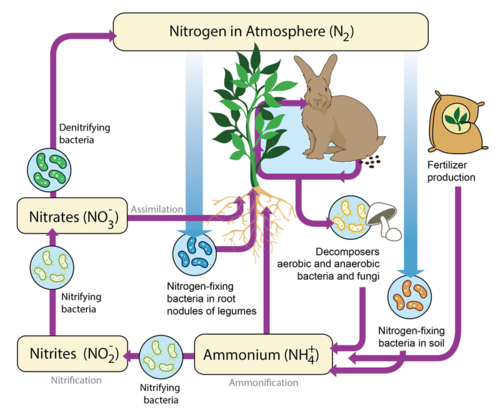 Nitrogen in Atmosphere (N₂)
Denitrifying
bacteria
Fertilizer
production
Nitrates (NO₃⁻)
Assimilation
Decomposers
aerobic and anaerobic
bacteria and fungi
Nitrogen-fixing
bacteria in root
nodules of legumes
Nitrifying
bacteria
Nitrogen-fixing
bacteria in soil
Nitrites (NO₂⁻)
Nitrification
Nitrifying
bacteria
Ammonium (NH₄⁺)
Ammonification